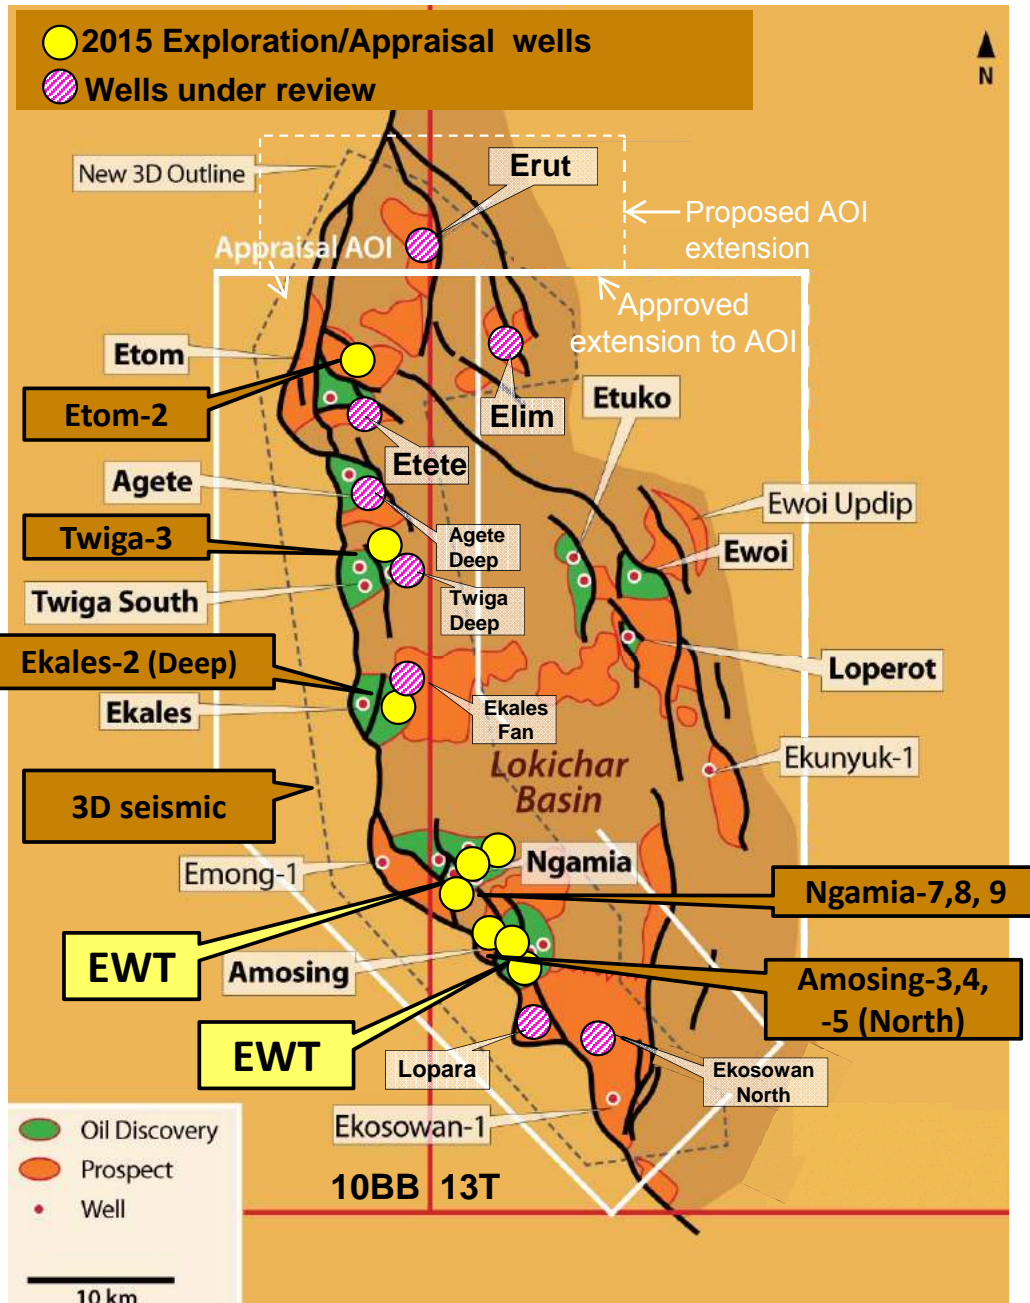 2015 Exploration/Appraisal wells
Wells under review
N
New 3D Outline
Erut
Proposed AOI
extension
Appraisal AOI
Approved
extension to AOI
Etom
Etom-2
Elim
Etuko
Etete
Agete
Ewoi Updip
Twiga-3
Agete
Deep
Ewoi
Twiga South
Twiga
Deep
Ekales-2 (Deep)
Loperot
Ekales
Ekales
Fan
Lokichar
Basin
Ekunyuk-1
3D seismic
Emong-1
Ngamia
Ngamia-7,8, 9
EWT
Amosing
Amosing-3,4,
-5 (North)
EWT
Lopara
Ekosowan
North
Ekosowan-1
Oil Discovery
Prospect
Well
10BB
13T
10 km